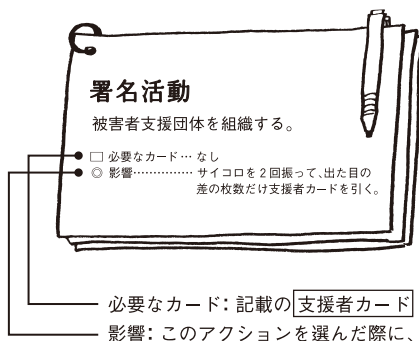 署名活動
被害者支援団体を組織する。
□ 必要なカード… なし
◎ 影響…………… サイコロを2回振って、出た目の
差の枚数だけ支援者カードを引く。
必要なカード: 記載の支援者カード
影響: このアクションを選んだ際に、